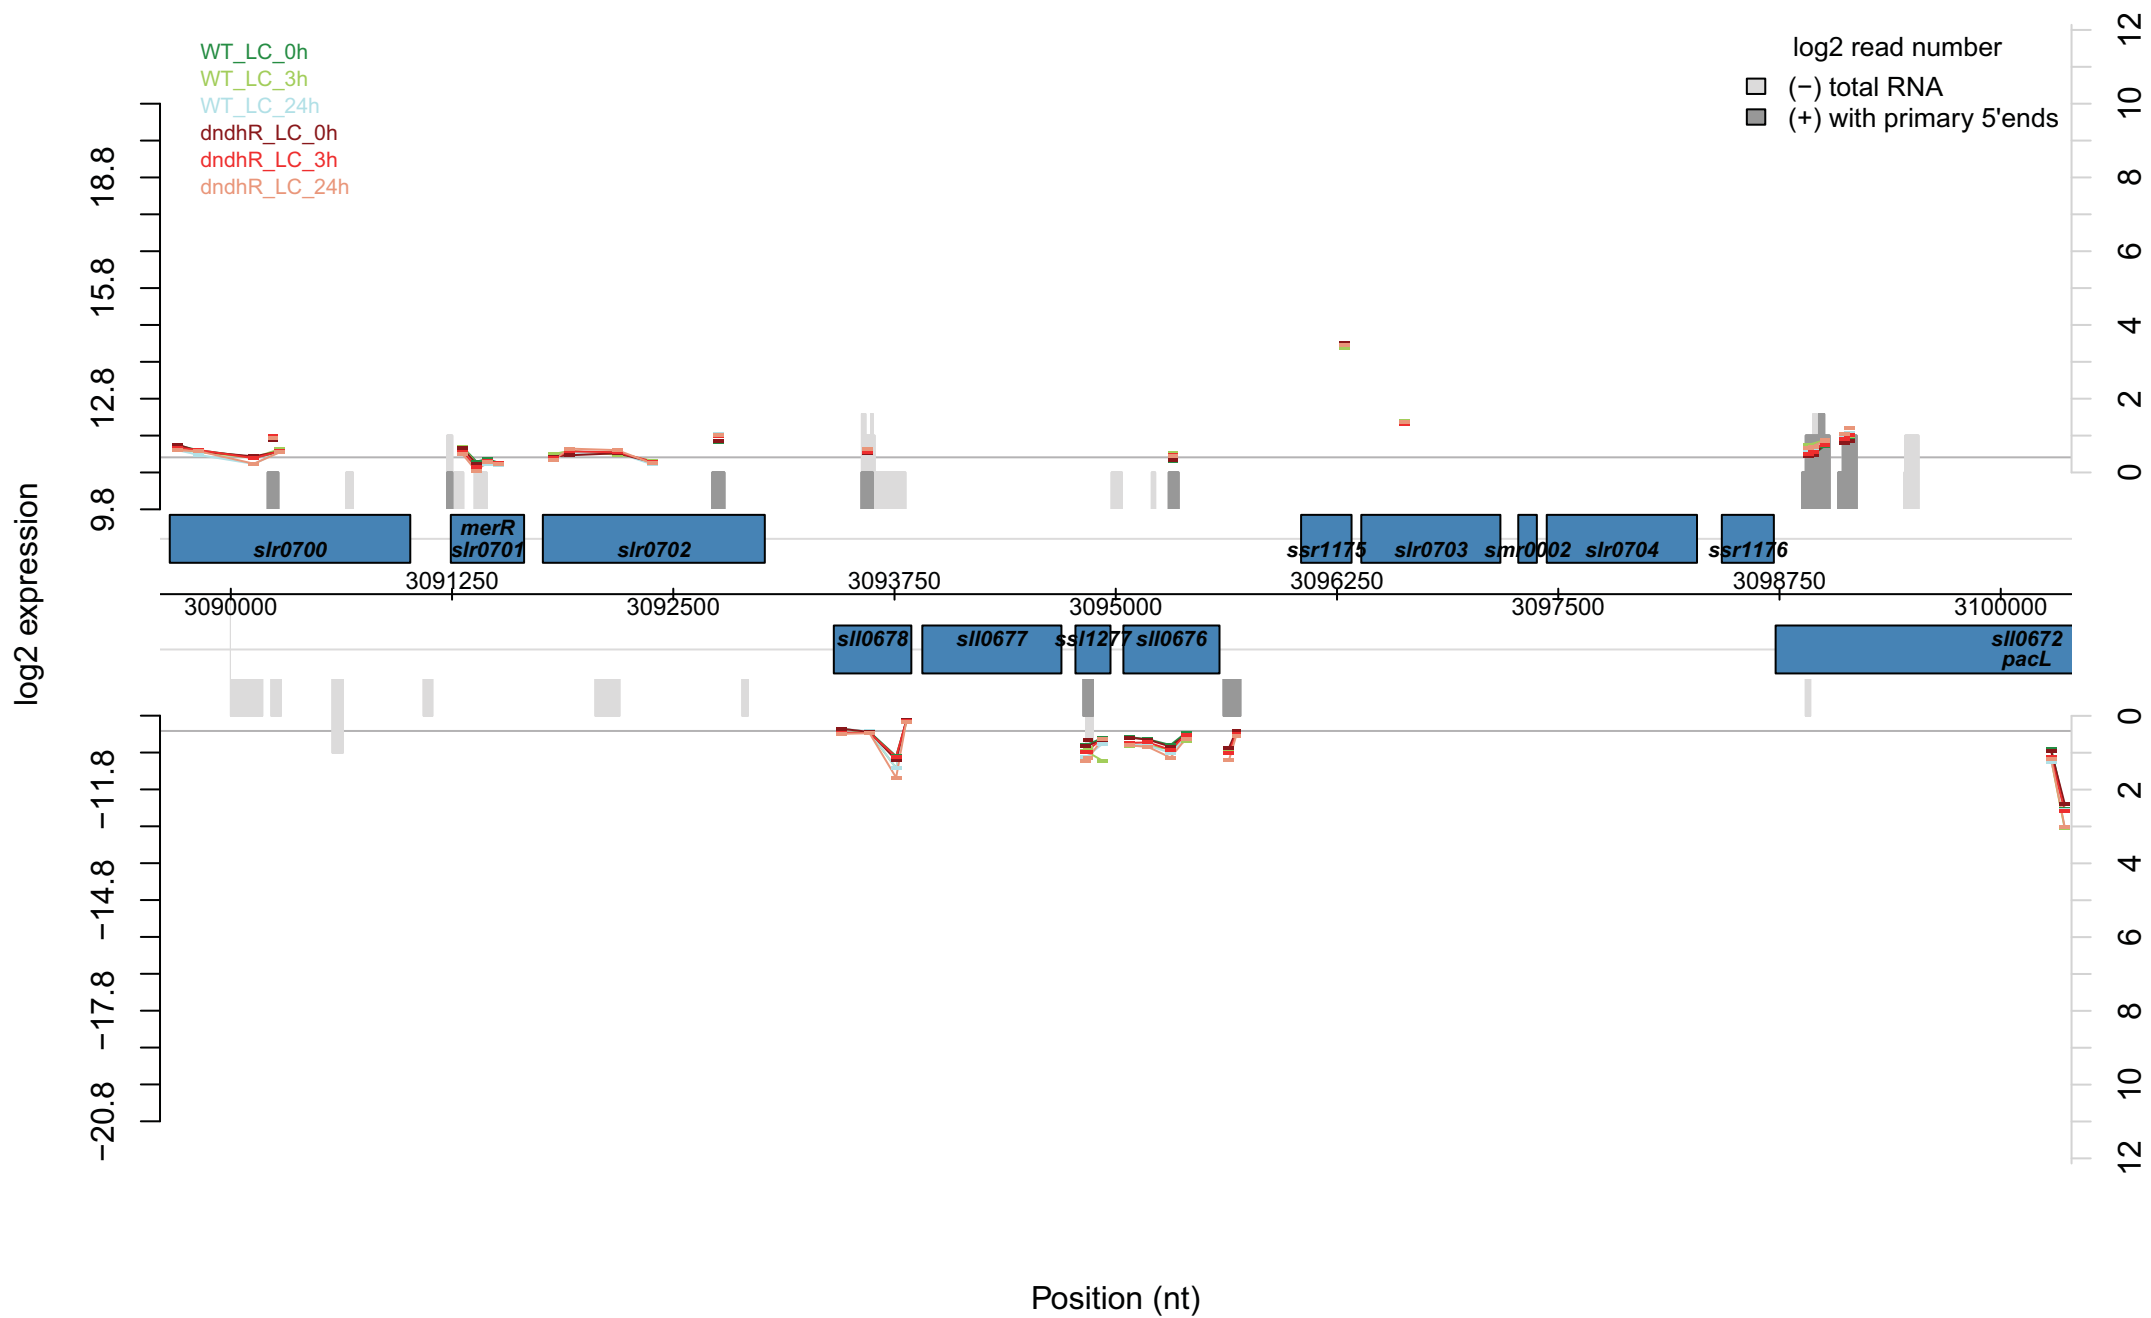 WT_LC_0h
WT_LC_3h
WT_LC_24h
dndhR_LC_0h
dndhR_LC_3h
dndhR_LC_24h
log2 read number
(−) total RNA
(+) with primary 5'ends
log2 expression
18.8
15.8
12.8
9.8
12
10
8
6
4
2
0
merR
slr0700
slr0701
slr0702
ssr1175
slr0703
smr0002
slr0704
ssr1176
3091250
3093750
3096250
3098750
3090000
3092500
3095000
3097500
3100000
sll0678
sll0677
ssl1277
sll0676
sll0672
pacL
−11.8
−14.8
−17.8
−20.8
0
2
4
6
8
10
12
Position (nt)